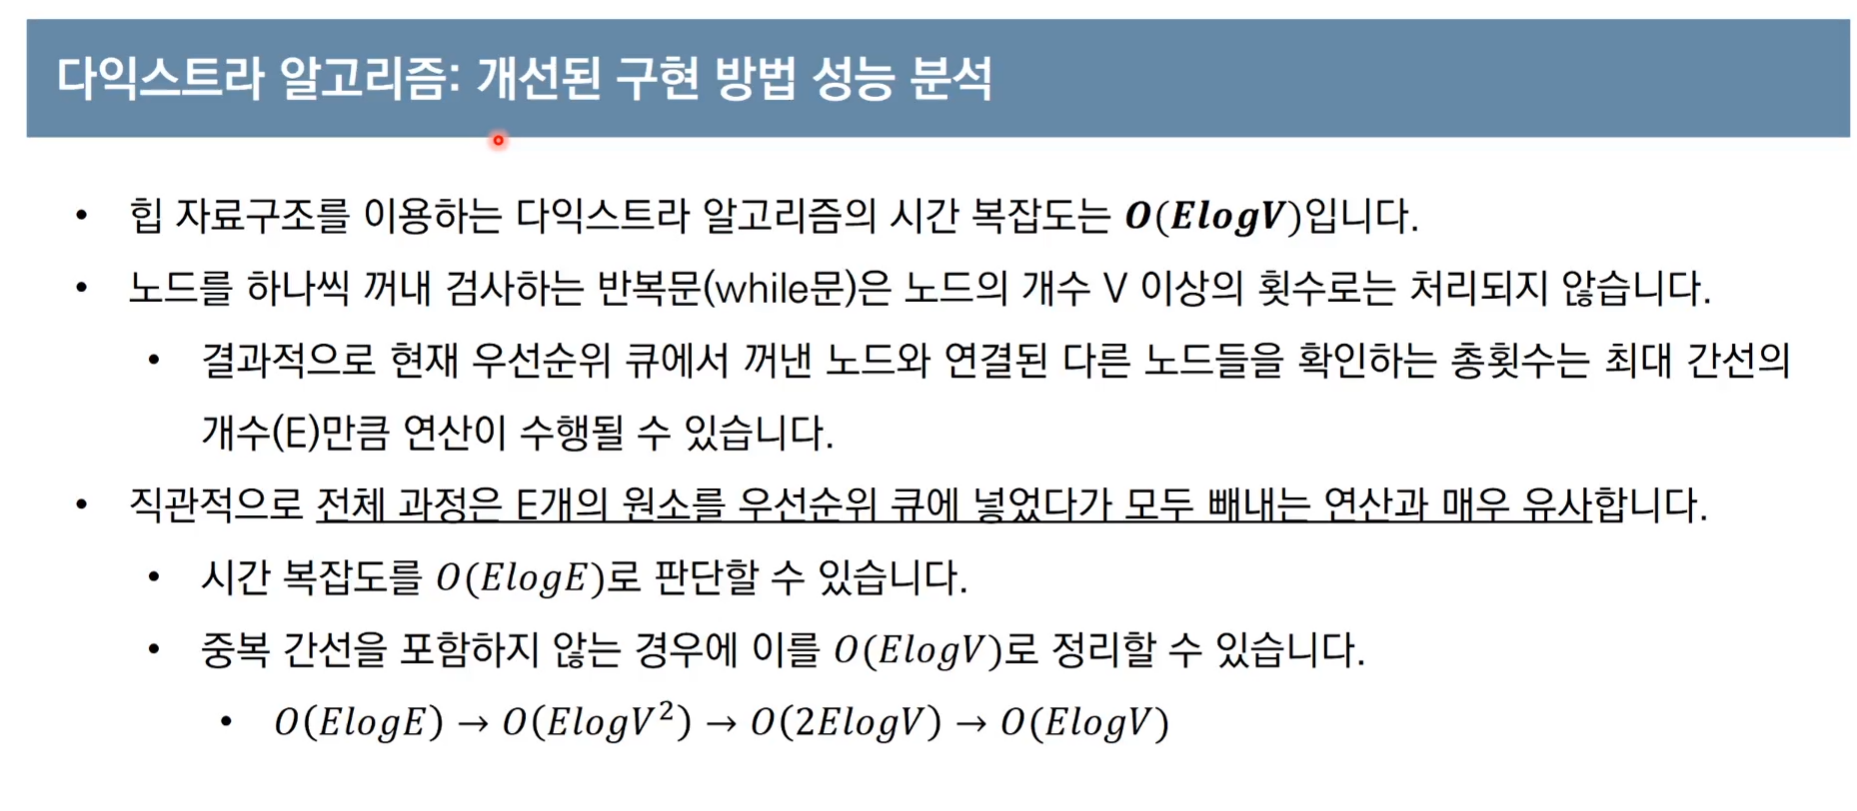 다익스트라 알고리즘: 개선된 구현 방법 성능 분석
• 힙 자료구조를 이용하는 다익스트라 알고리즘의 시간 복잡도는 O(ElogV)입니다.
• 노드를 하나씩 꺼내 검사하는 반복문(while문)은 노드의 개수 V 이상의 횟수로는 처리되지 않습니다.
• 결과적으로 현재 우선순위 큐에서 꺼낸 노드와 연결된 다른 노드들을 확인하는 총횟수는 최대 간선의
개수(E)만큼 연산이 수행될 수 있습니다.
• 직관적으로 전체 과정은 E개의 원소를 우선순위 큐에 넣었다가 모두 빼내는 연산과 매우 유사합니다.
• 시간 복잡도를 O(ElogE)로 판단할 수 있습니다.
• 중복 간선을 포함하지 않는 경우에 이를 O(ElogV)로 정리할 수 있습니다.
• O(ElogE) → O(ElogV²) → O(2ElogV) → O(ElogV)